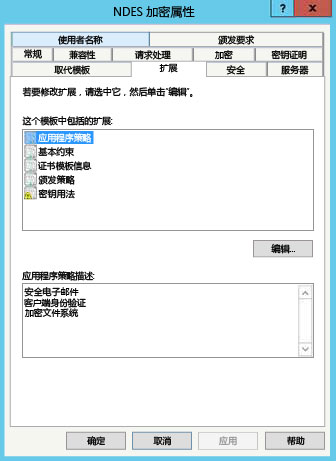 NDES 加密属性
使用者名称 颁发要求
常规 兼容性 请求处理 加密 密钥证明
取代模板 扩展 安全 服务器
若要修改扩展，请选中它，然后单击"编辑"。
这个模板中包括的扩展:
应用程序策略
基本约束
证书模板信息
颁发策略
密钥用法
编辑...
应用程序策略描述:
安全电子邮件
客户端身份验证
加密文件系统
确定 取消 应用 帮助